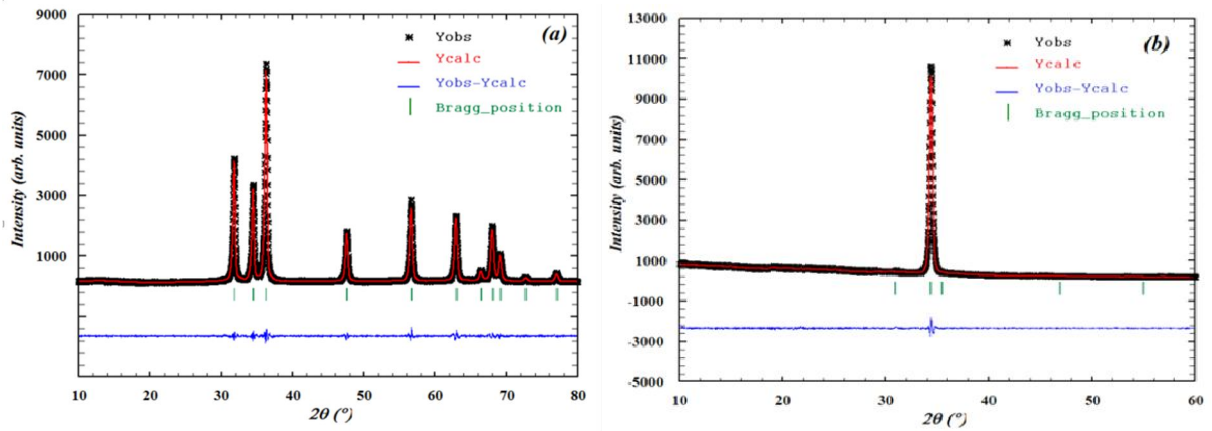 9000
7000
5000
3000
1000
Intensity (arb. units)
(a)
Yobs
Ycalc
Yobs-Ycalc
Bragg_position
10 20 30 40 50 60 70 80
2θ (°)
13000
11000
9000
7000
5000
3000
1000
-1000
-3000
-5000
Intensity (arb. units)
(b)
Yobs
Ycalc
Yobs-Ycalc
Bragg_position
10 20 30 40 50 60
2θ (°)